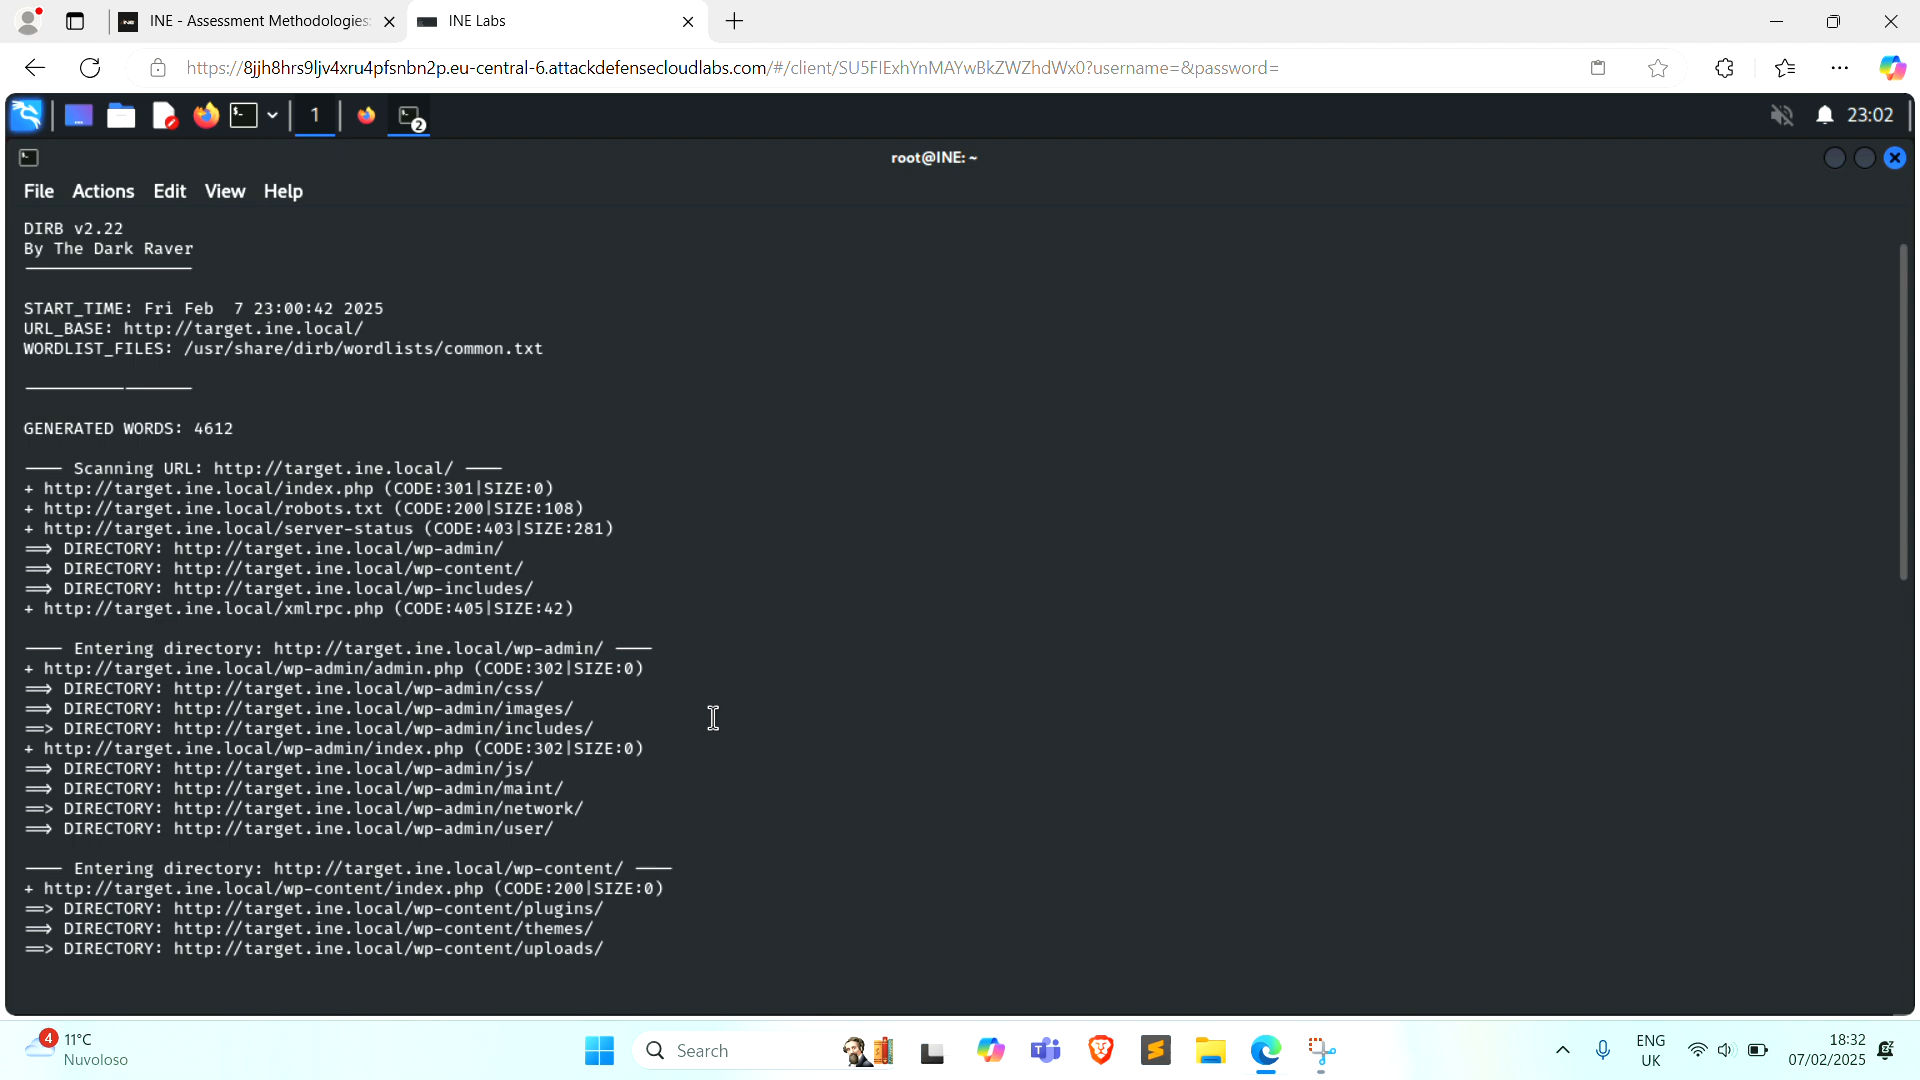 INE - Assessment Methodologies:
INE Labs
https://8jjh8hrs9ljv4xru4pfsnbn2p.eu-central-6.attackdefensecloudlabs.com/#/client/SU5FIExhYnMAYwBkZWZhdWx0?username=&password=
1
2
23:02
root@INE: ~
File Actions Edit View Help
DIRB v2.22
By The Dark Raver
START_TIME: Fri Feb  7 23:00:42 2025
URL_BASE: http://target.ine.local/
WORDLIST_FILES: /usr/share/dirb/wordlists/common.txt
GENERATED WORDS: 4612
---- Scanning URL: http://target.ine.local/ ----
+ http://target.ine.local/index.php (CODE:301|SIZE:0)
+ http://target.ine.local/robots.txt (CODE:200|SIZE:108)
+ http://target.ine.local/server-status (CODE:403|SIZE:281)
==> DIRECTORY: http://target.ine.local/wp-admin/
==> DIRECTORY: http://target.ine.local/wp-content/
==> DIRECTORY: http://target.ine.local/wp-includes/
+ http://target.ine.local/xmlrpc.php (CODE:405|SIZE:42)
---- Entering directory: http://target.ine.local/wp-admin/ ----
+ http://target.ine.local/wp-admin/admin.php (CODE:302|SIZE:0)
==> DIRECTORY: http://target.ine.local/wp-admin/css/
==> DIRECTORY: http://target.ine.local/wp-admin/images/
==> DIRECTORY: http://target.ine.local/wp-admin/includes/
+ http://target.ine.local/wp-admin/index.php (CODE:302|SIZE:0)
==> DIRECTORY: http://target.ine.local/wp-admin/js/
==> DIRECTORY: http://target.ine.local/wp-admin/maint/
==> DIRECTORY: http://target.ine.local/wp-admin/network/
==> DIRECTORY: http://target.ine.local/wp-admin/user/
---- Entering directory: http://target.ine.local/wp-content/ ----
+ http://target.ine.local/wp-content/index.php (CODE:200|SIZE:0)
==> DIRECTORY: http://target.ine.local/wp-content/plugins/
==> DIRECTORY: http://target.ine.local/wp-content/themes/
==> DIRECTORY: http://target.ine.local/wp-content/uploads/
4
11°C
Nuvoloso
Search
ENG
UK
18:32
07/02/2025